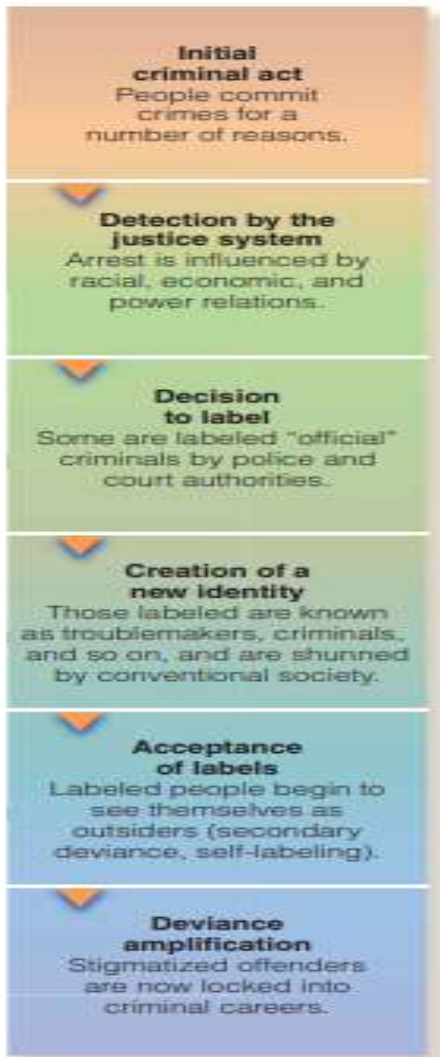 Initial
criminal act
People commit
crimes for a
number of reasons.
Detection by the
justice system
Arrest is influenced by
racial, economic, and
power relations.
Decision
to label
Some are labeled "official"
criminals by police and
court authorities.
Creation of a
new identity
Those labeled are known
as troublemakers, criminals,
and so on, and are shunned
by conventional society.
Acceptance
of labels
Labeled people begin to
see themselves as
outsiders (secondary
deviance, self-labeling).
Deviance
amplification
Stigmatized offenders
are now locked into
criminal careers.